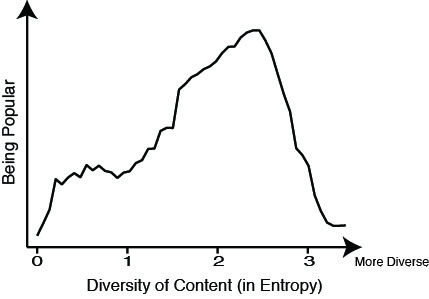 Being Popular
0 1 2 3 More Diverse
Diversity of Content (in Entropy)